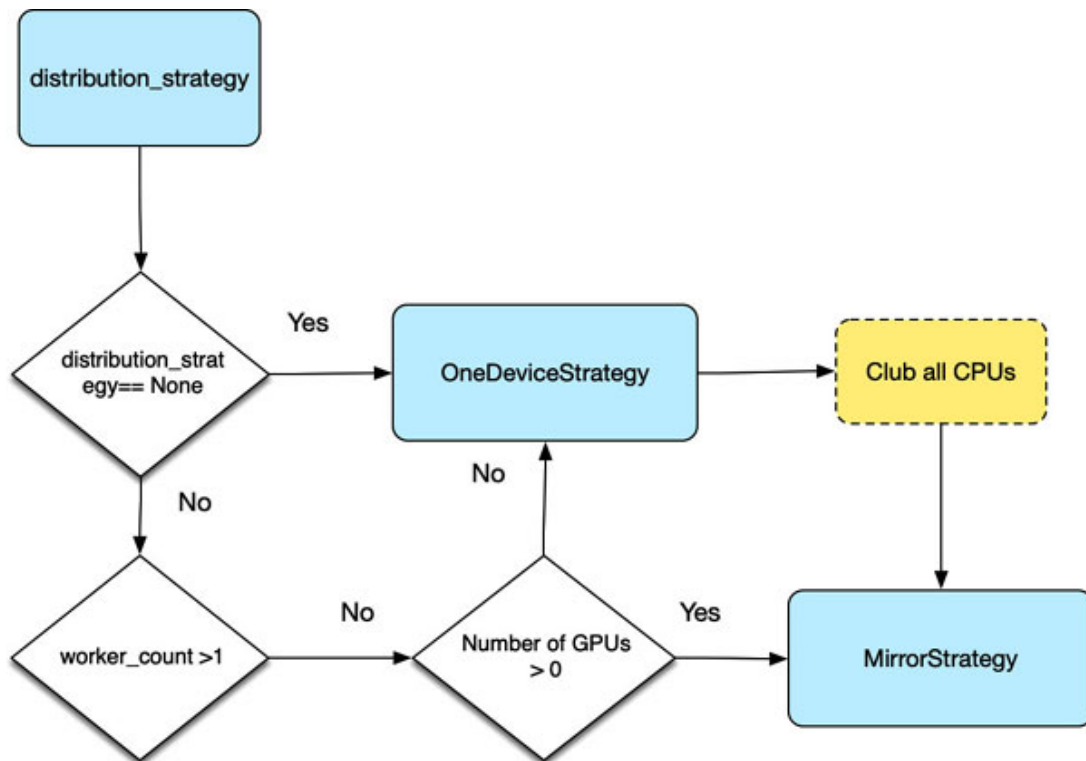 distribution_strategy
distribution_strat
egy== None
Yes
OneDeviceStrategy
Club all CPUs
No
No
worker_count >1
No
Number of GPUs
> 0
Yes
MirrorStrategy